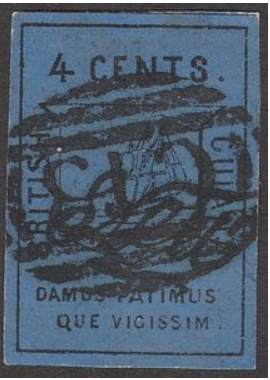 4 CENTS.
BRITISH
GUIANA
DAMUS PATIMUS
QUE VICISSIM.